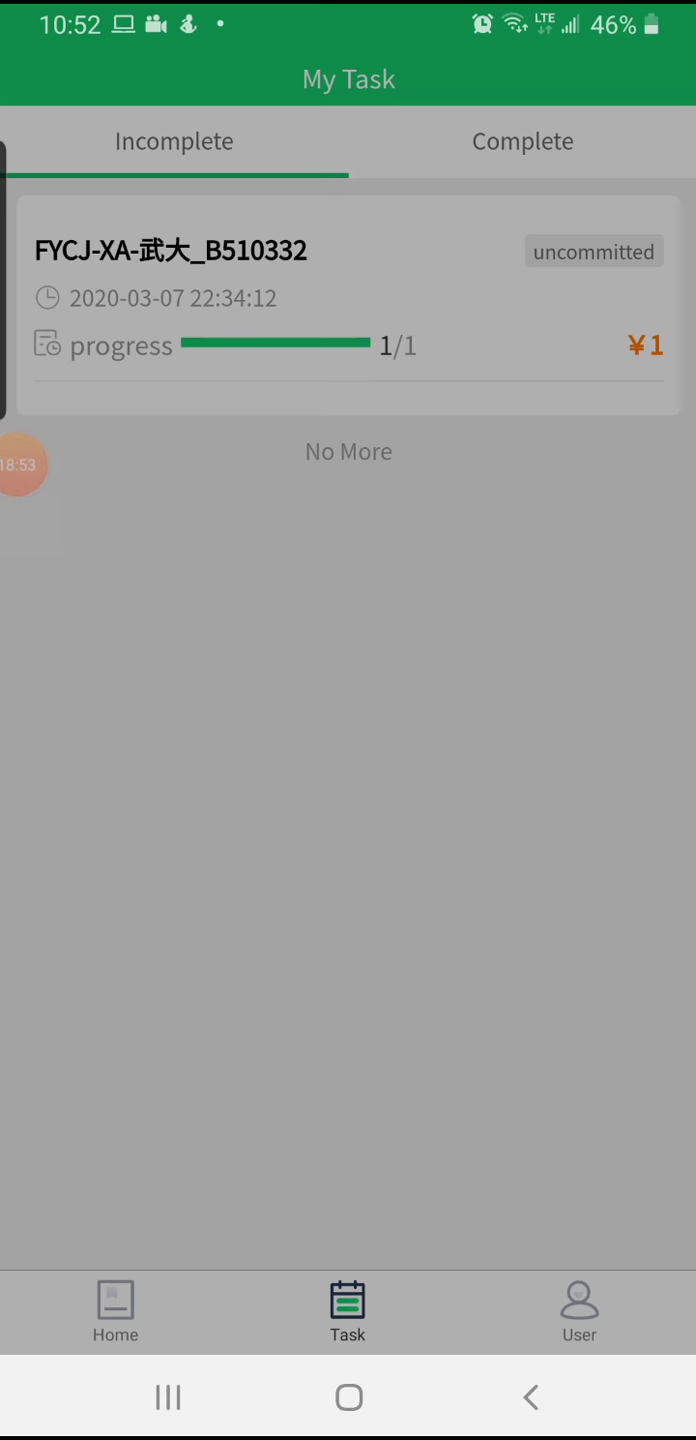 10:52 LTE 46%
My Task
Incomplete Complete
FYCJ-XA-武大_B510332 uncommitted
2020-03-07 22:34:12
progress 1/1 ¥1
No More
18:53
Home Task User